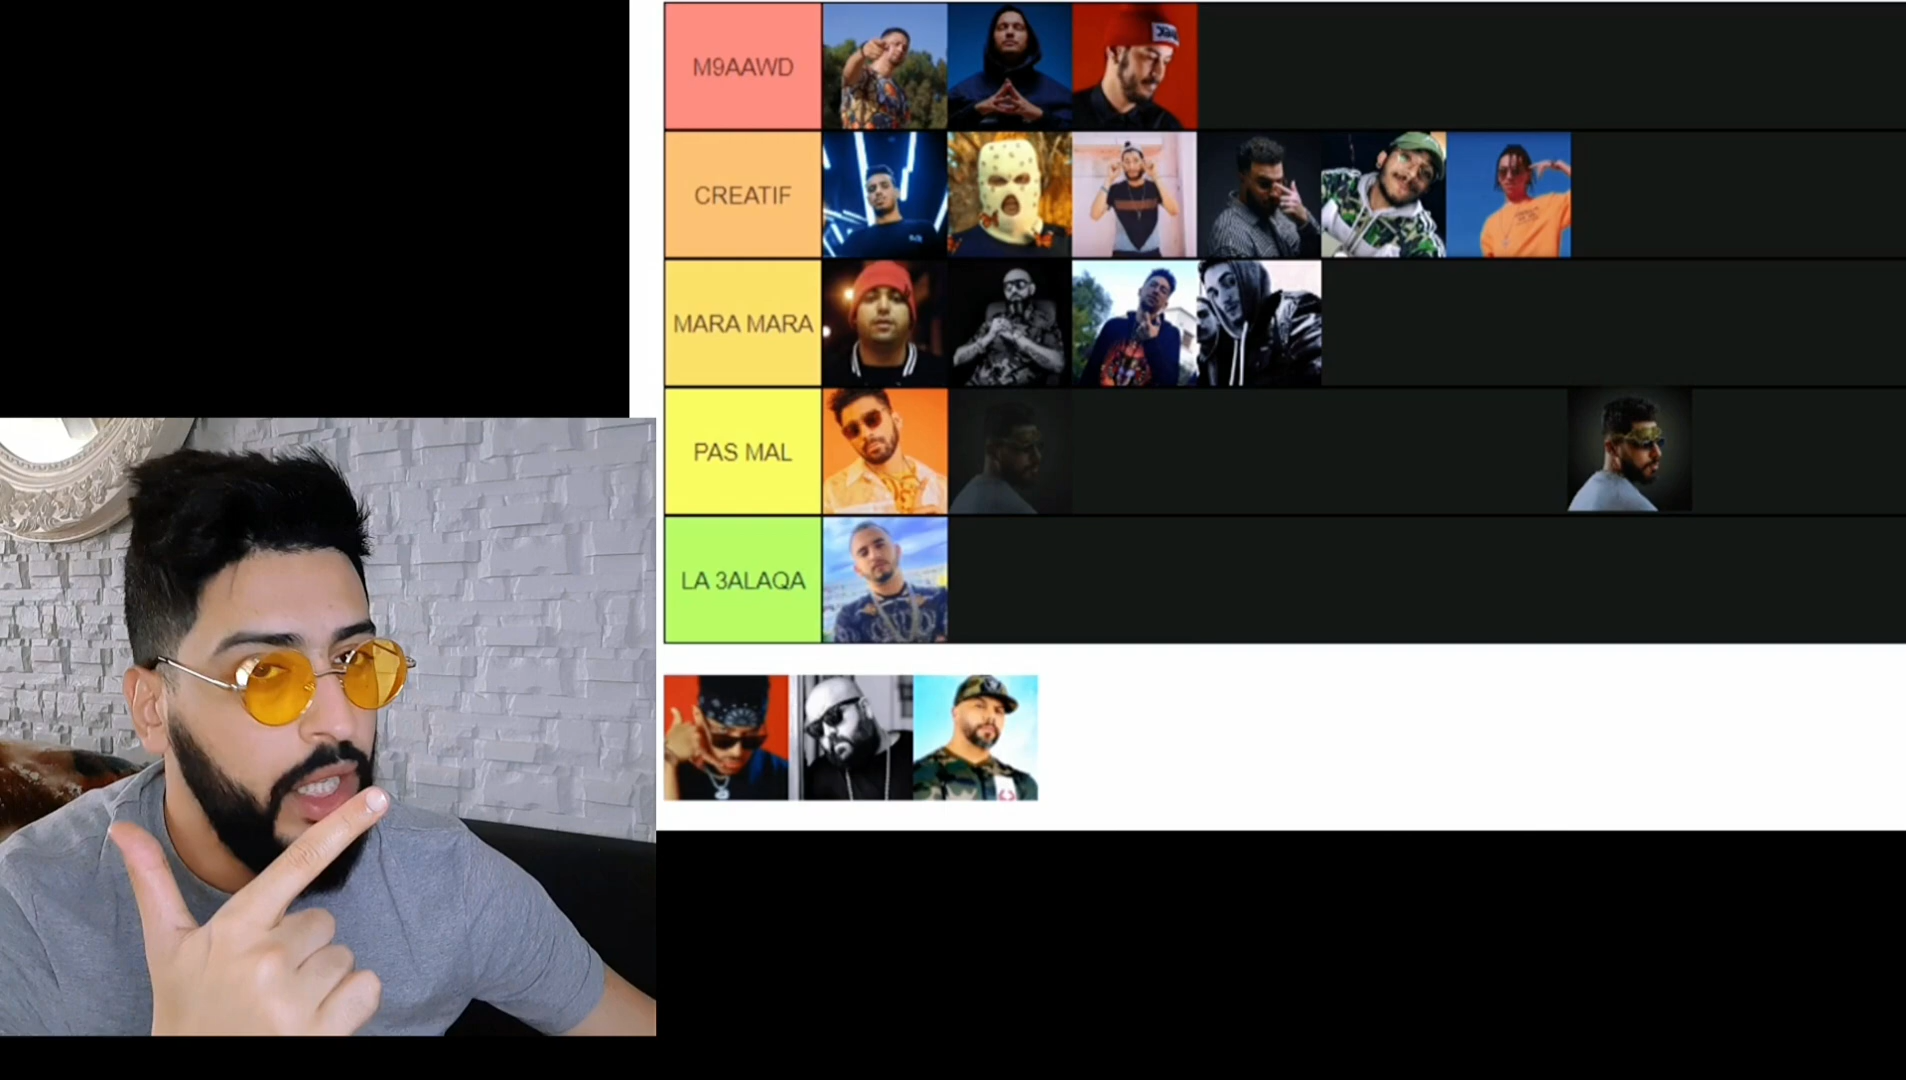 M9AAWD
CREATIF
MARA MARA
PAS MAL
LA 3ALAQA